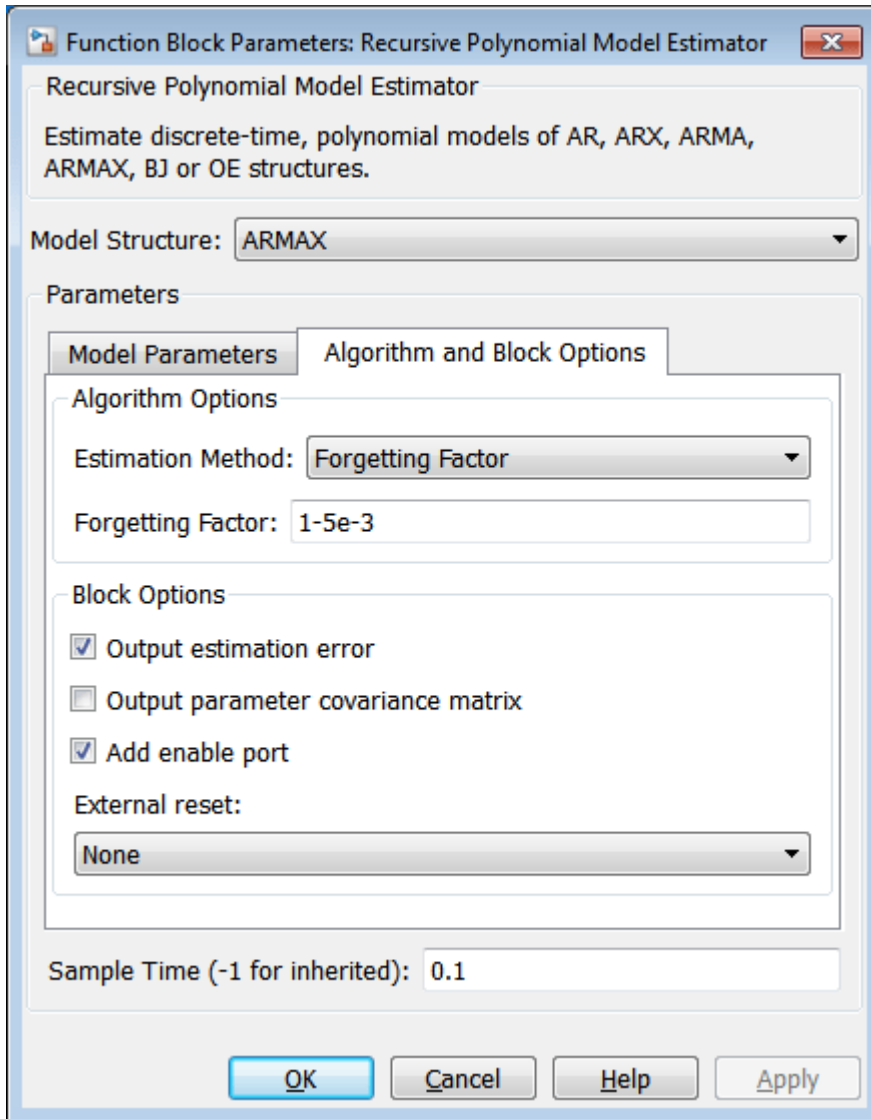 Function Block Parameters: Recursive Polynomial Model Estimator
Recursive Polynomial Model Estimator
Estimate discrete-time, polynomial models of AR, ARX, ARMA,
ARMAX, BJ or OE structures.
Model Structure: ARMAX
Parameters
Model Parameters Algorithm and Block Options
Algorithm Options
Estimation Method: Forgetting Factor
Forgetting Factor: 1-5e-3
Block Options
Output estimation error
Output parameter covariance matrix
Add enable port
External reset:
None
Sample Time (-1 for inherited): 0.1
OK Cancel Help Apply